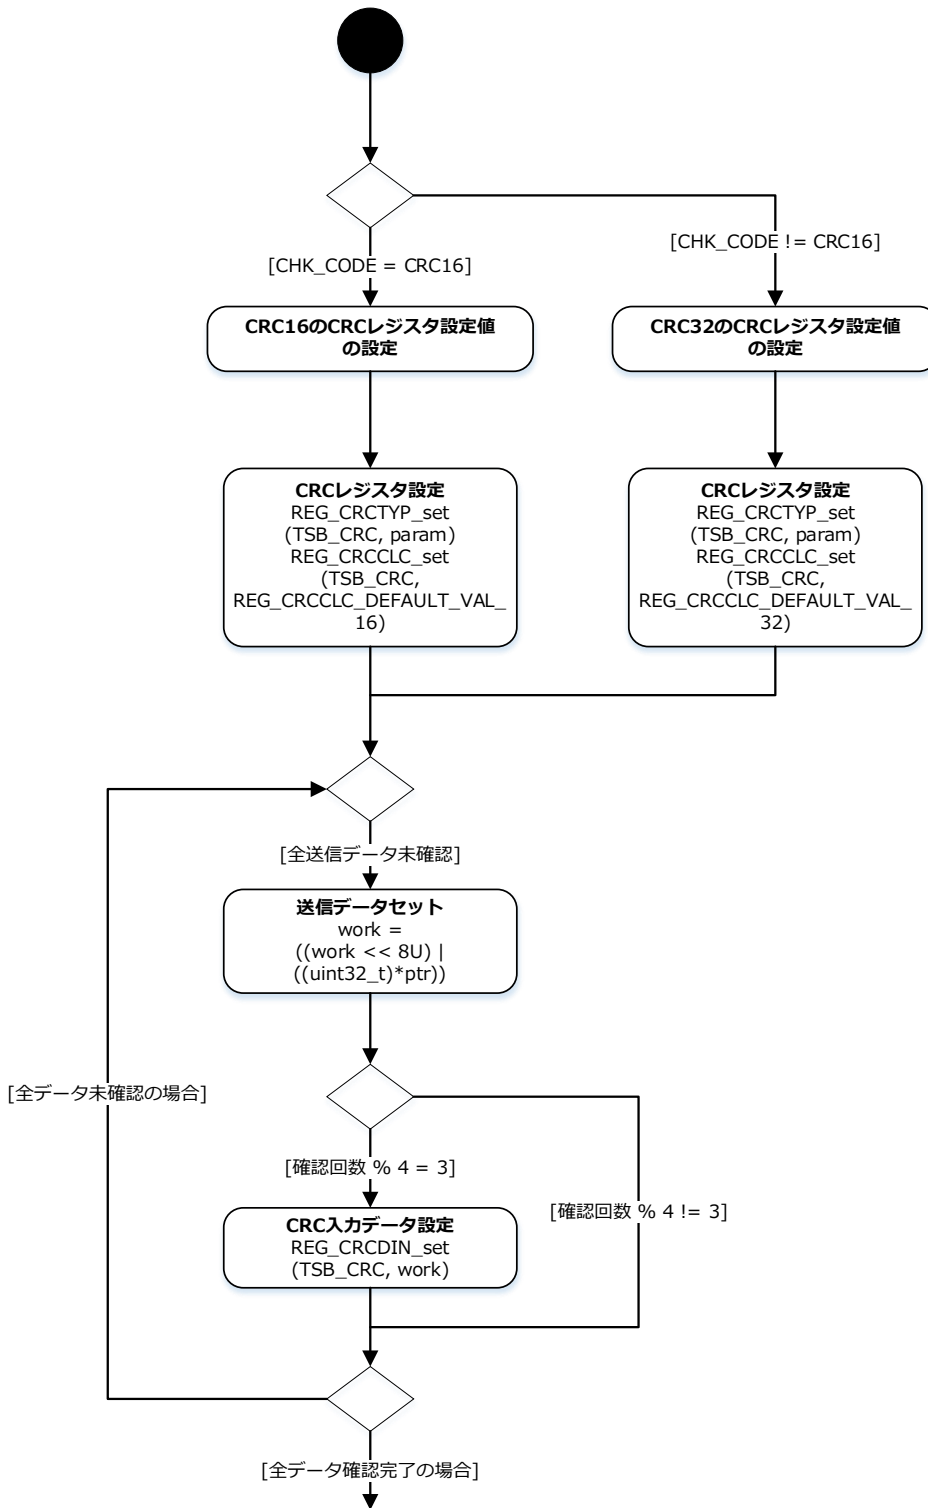 [CHK_CODE = CRC16]
[CHK_CODE != CRC16]
CRC16のCRCレジスタ設定値
の設定
CRC32のCRCレジスタ設定値
の設定
CRCレジスタ設定
REG_CRCTYP_set
(TSB_CRC, param)
REG_CRCCLC_set
(TSB_CRC,
REG_CRCCLC_DEFAULT_VAL_
16)
CRCレジスタ設定
REG_CRCTYP_set
(TSB_CRC, param)
REG_CRCCLC_set
(TSB_CRC,
REG_CRCCLC_DEFAULT_VAL_
32)
[全送信データ未確認]
送信データセット
work =
((work << 8U) |
((uint32_t)*ptr))
[全データ未確認の場合]
[確認回数 % 4 = 3]
[確認回数 % 4 != 3]
CRC入力データ設定
REG_CRCDIN_set
(TSB_CRC, work)
[全データ確認完了の場合]